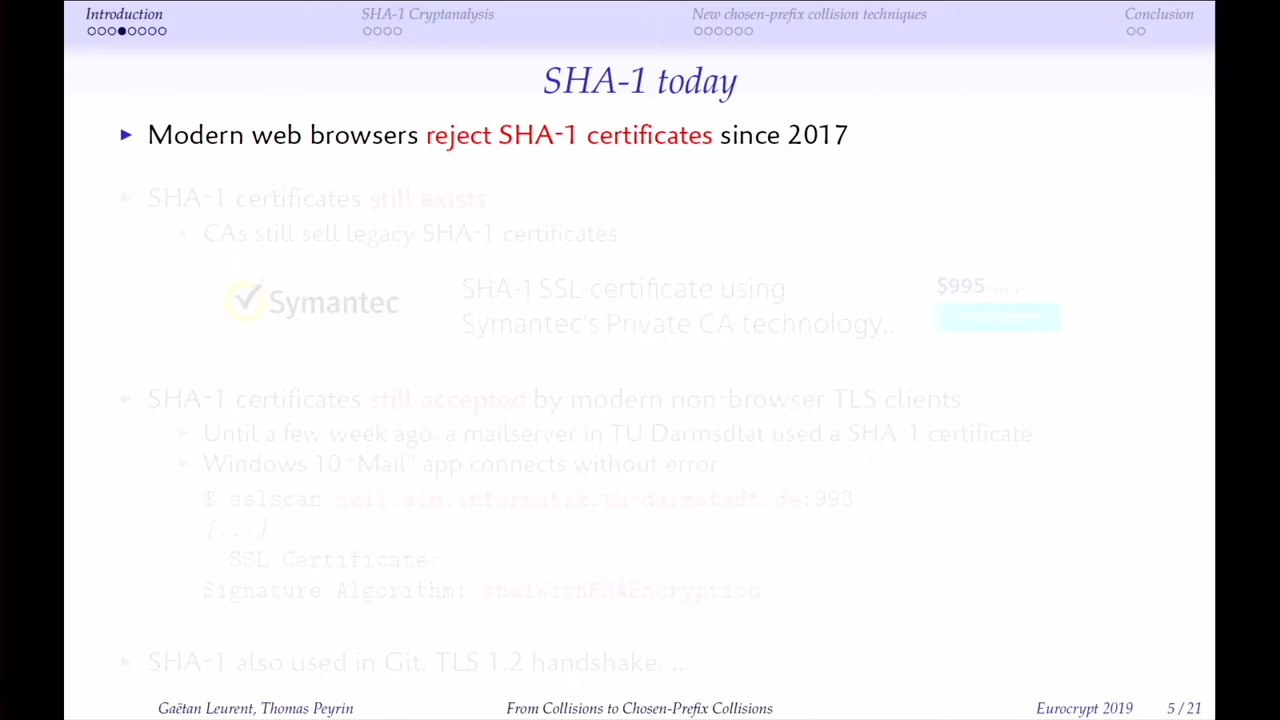 Introduction
SHA-1 Cryptanalysis
New chosen-prefix collision techniques
Conclusion
SHA-1 today
Modern web browsers reject SHA-1 certificates since 2017
SHA-1 certificates still exists
CAs still sell legacy SHA-1 certificates
Symantec
SHA-1 SSL certificate using
Symantec's Private CA technology..
$995
SHA-1 certificates still accepted by modern non-browser TLS clients
Until a few week ago, a mailserver in TU Darmsdtat used a SHA-1 certificate
Windows 10 "Mail" app connects without error
$ sslscan mail.sim.informatik.tu-darmstadt.de:993
[...]
SSL Certificate:
Signature Algorithm: sha1WithRSAEncryption
SHA-1 also used in Git, TLS 1.2 handshake, ...
Gaëtan Leurent, Thomas Peyrin
From Collisions to Chosen-Prefix Collisions
Eurocrypt 2019
5 / 21